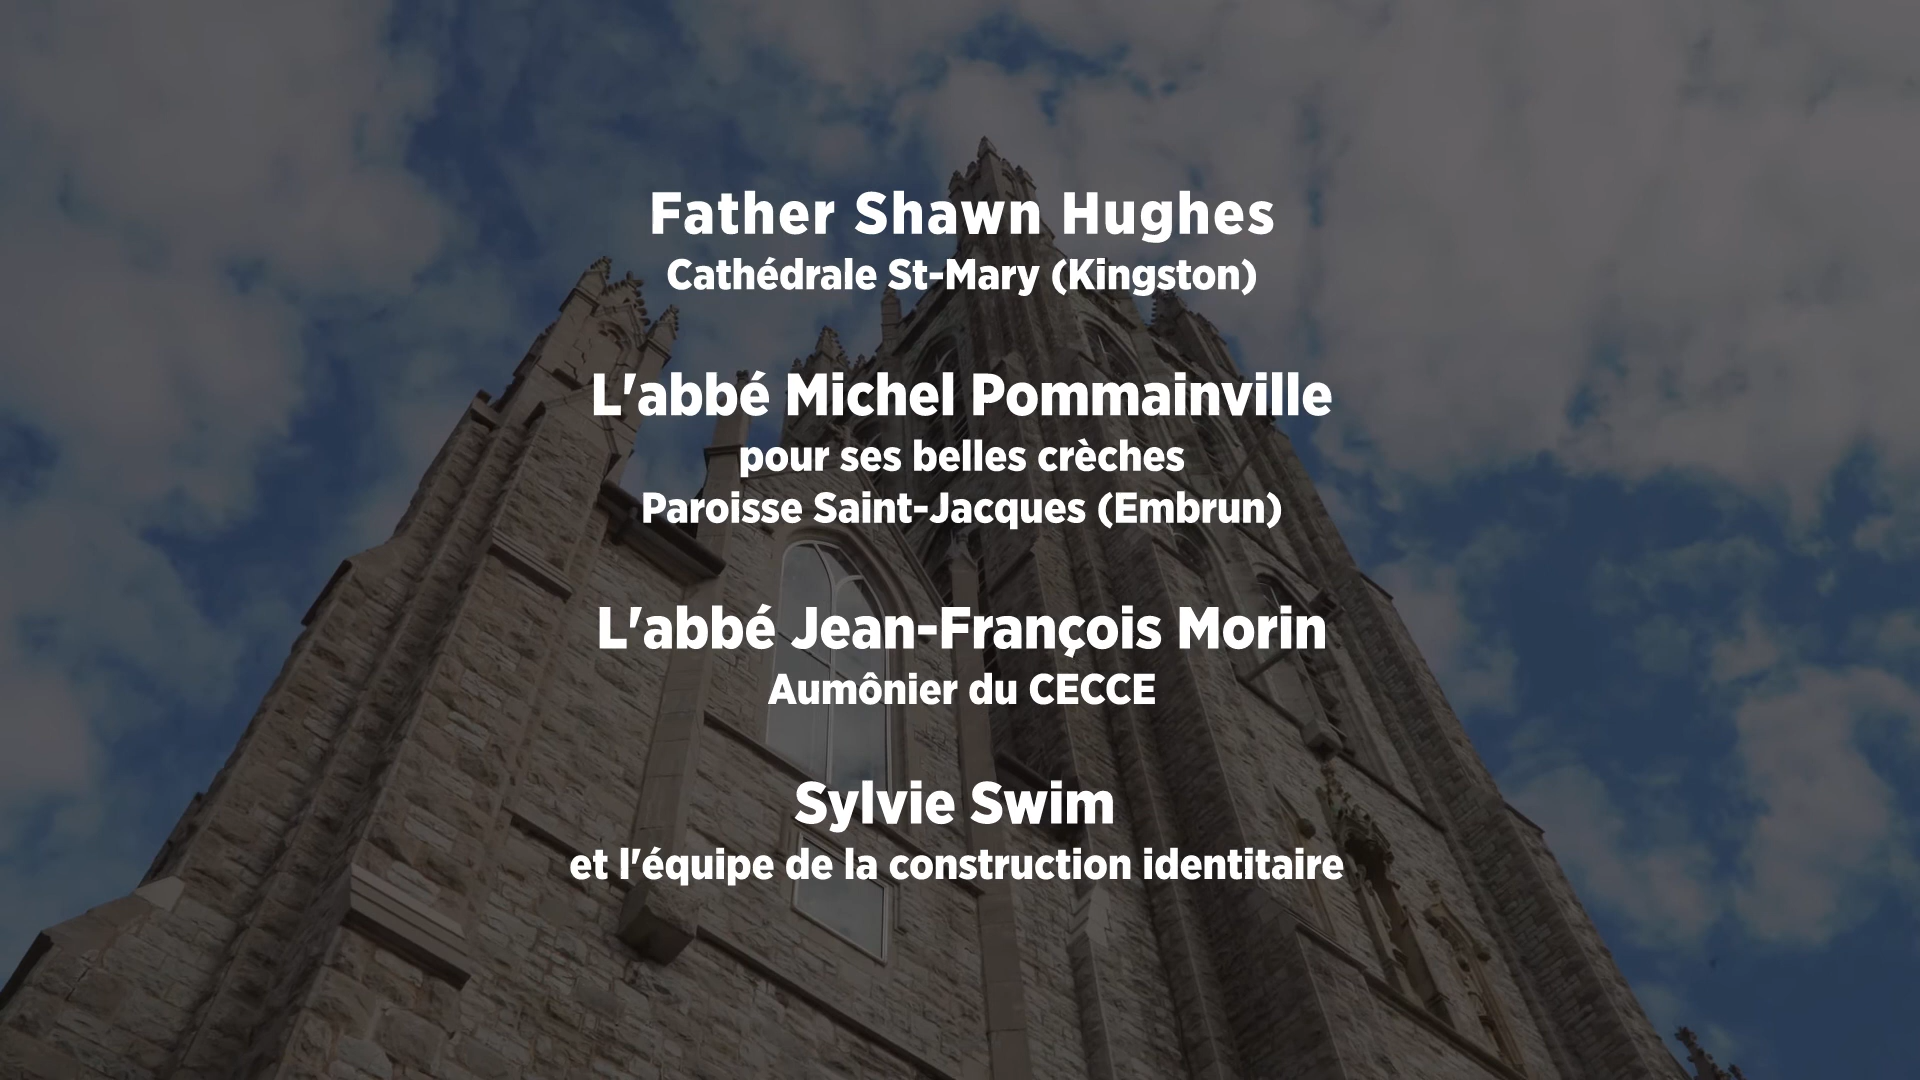 Father Shawn Hughes
Cathédrale St-Mary (Kingston)
L'abbé Michel Pommainville
pour ses belles crèches
Paroisse Saint-Jacques (Embrun)
L'abbé Jean-François Morin
Aumônier du CECCE
Sylvie Swim
et l'équipe de la construction identitaire